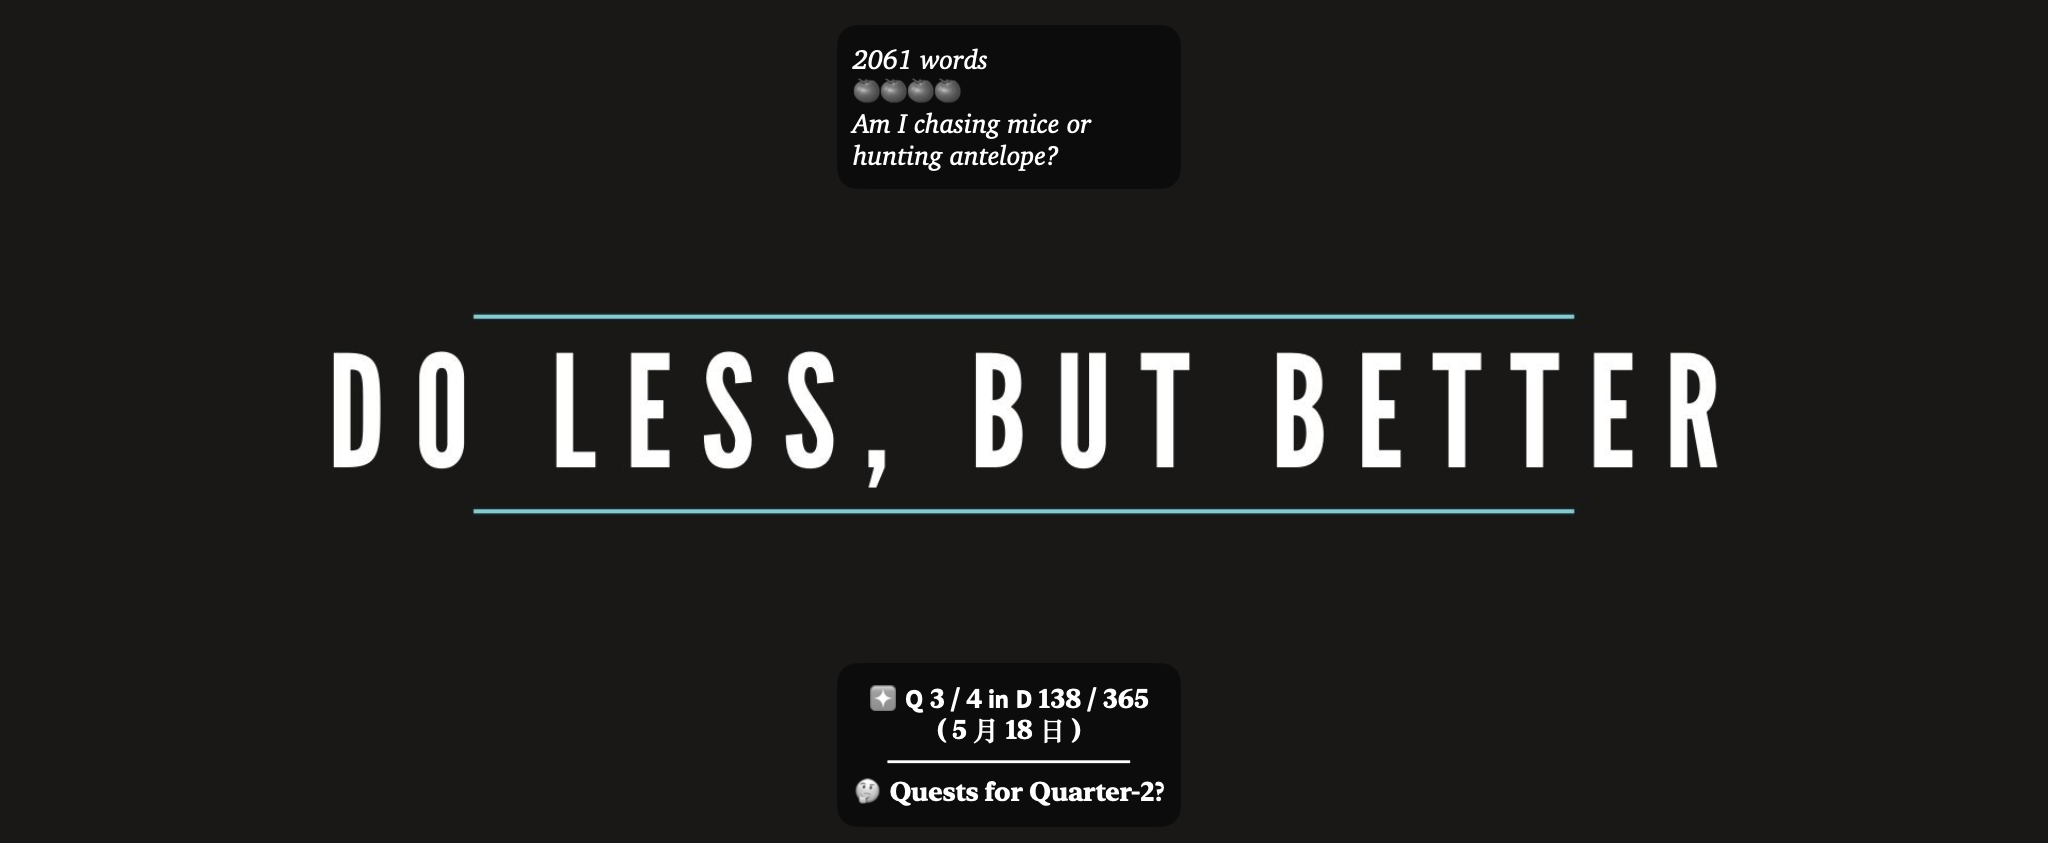 2061 words
🍅🍅🍅🍅
Am I chasing mice or
hunting antelope?
DO LESS, BUT BETTER
Q 3 / 4 in D 138 / 365
( 5 月 18 日 )
🤔 Quests for Quarter-2?